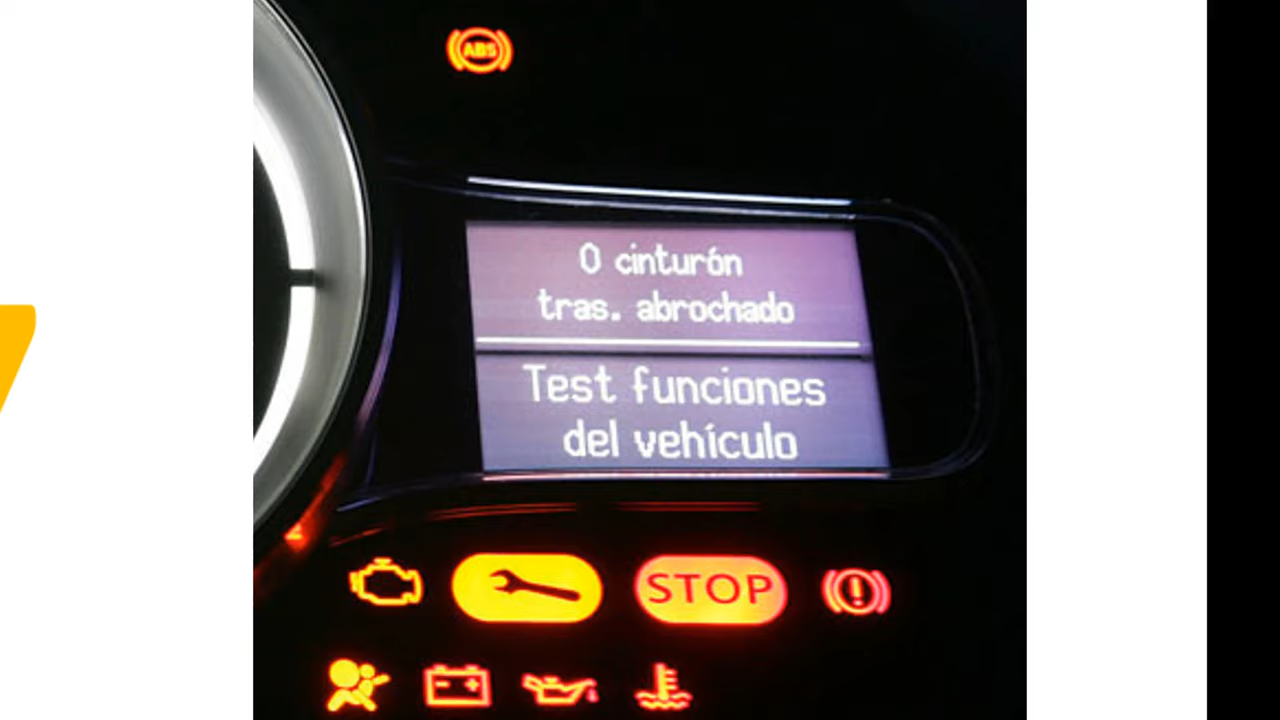 ABS
0 cinturón
tras. abrochado
Test funciones
del vehículo
STOP